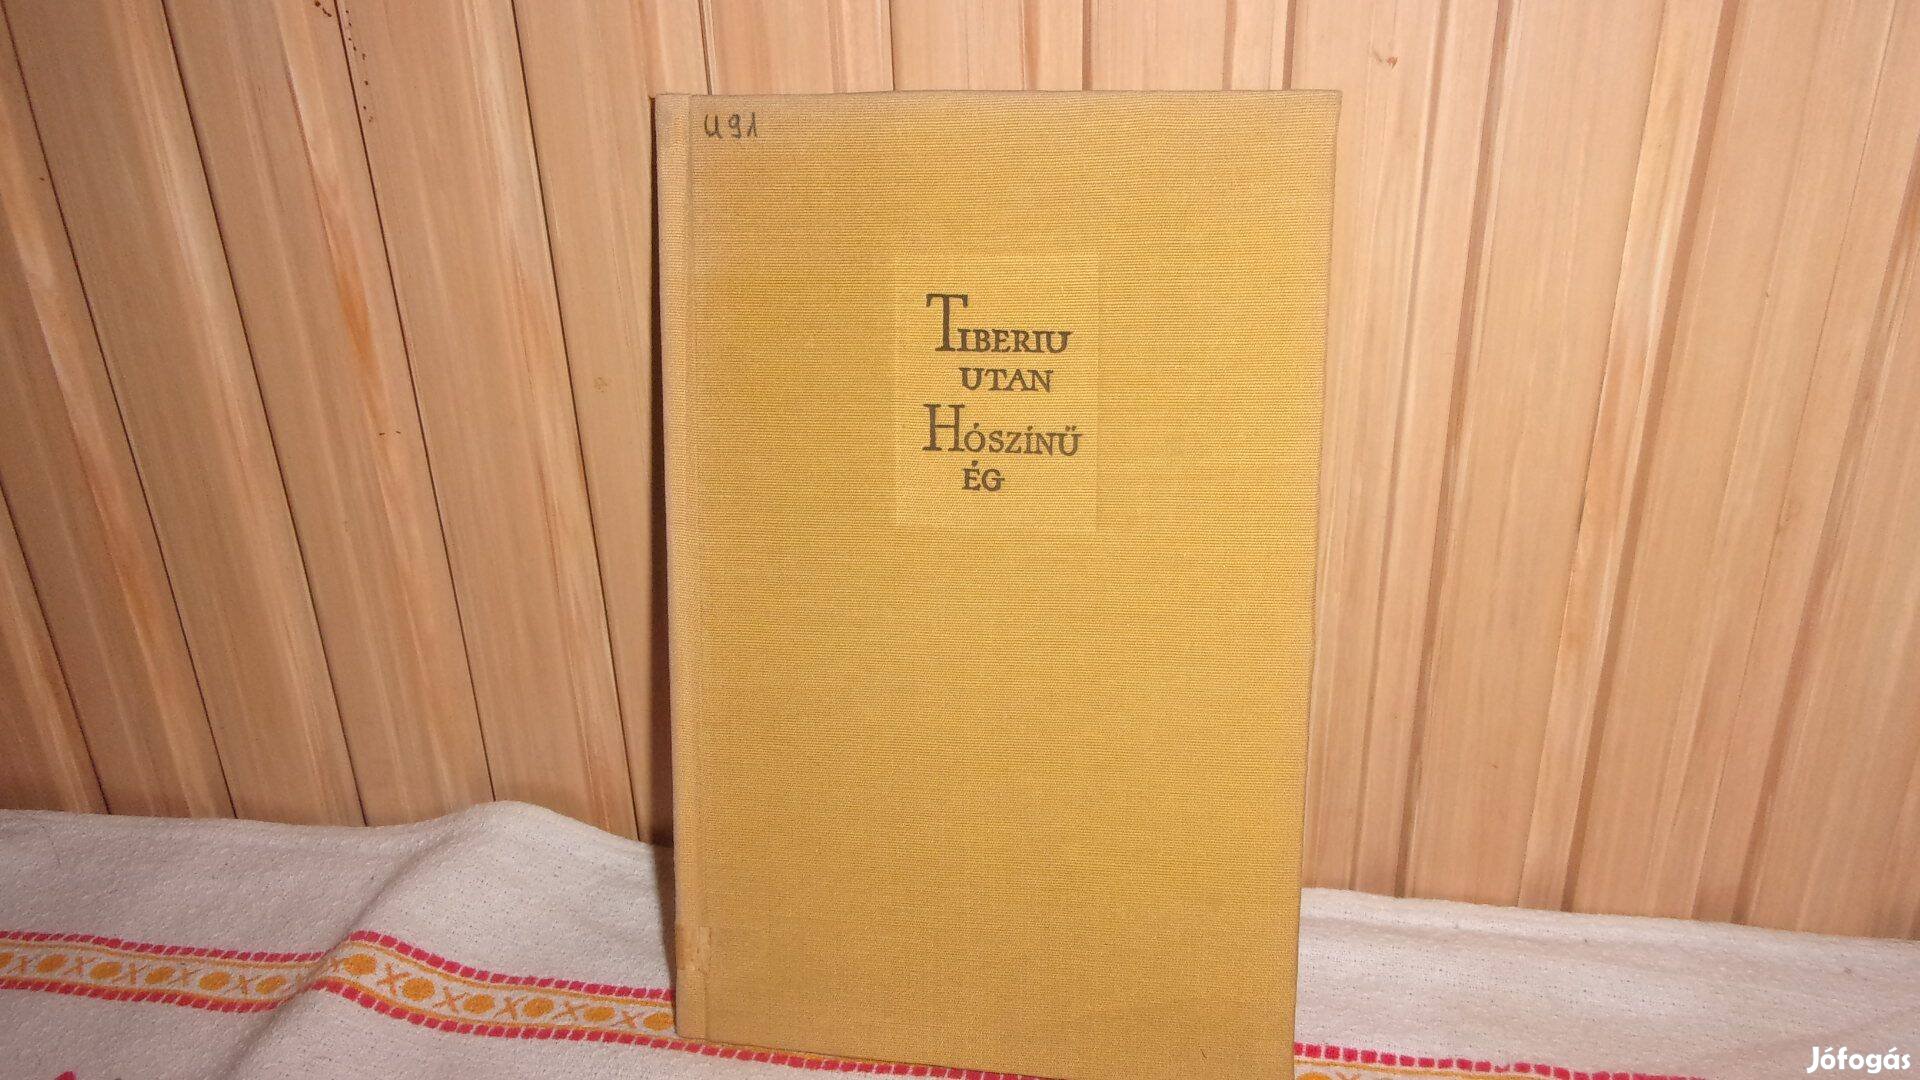 U91
TIBERIU
UTAN
HÓSZÍNŰ
ÉG
Jófogás